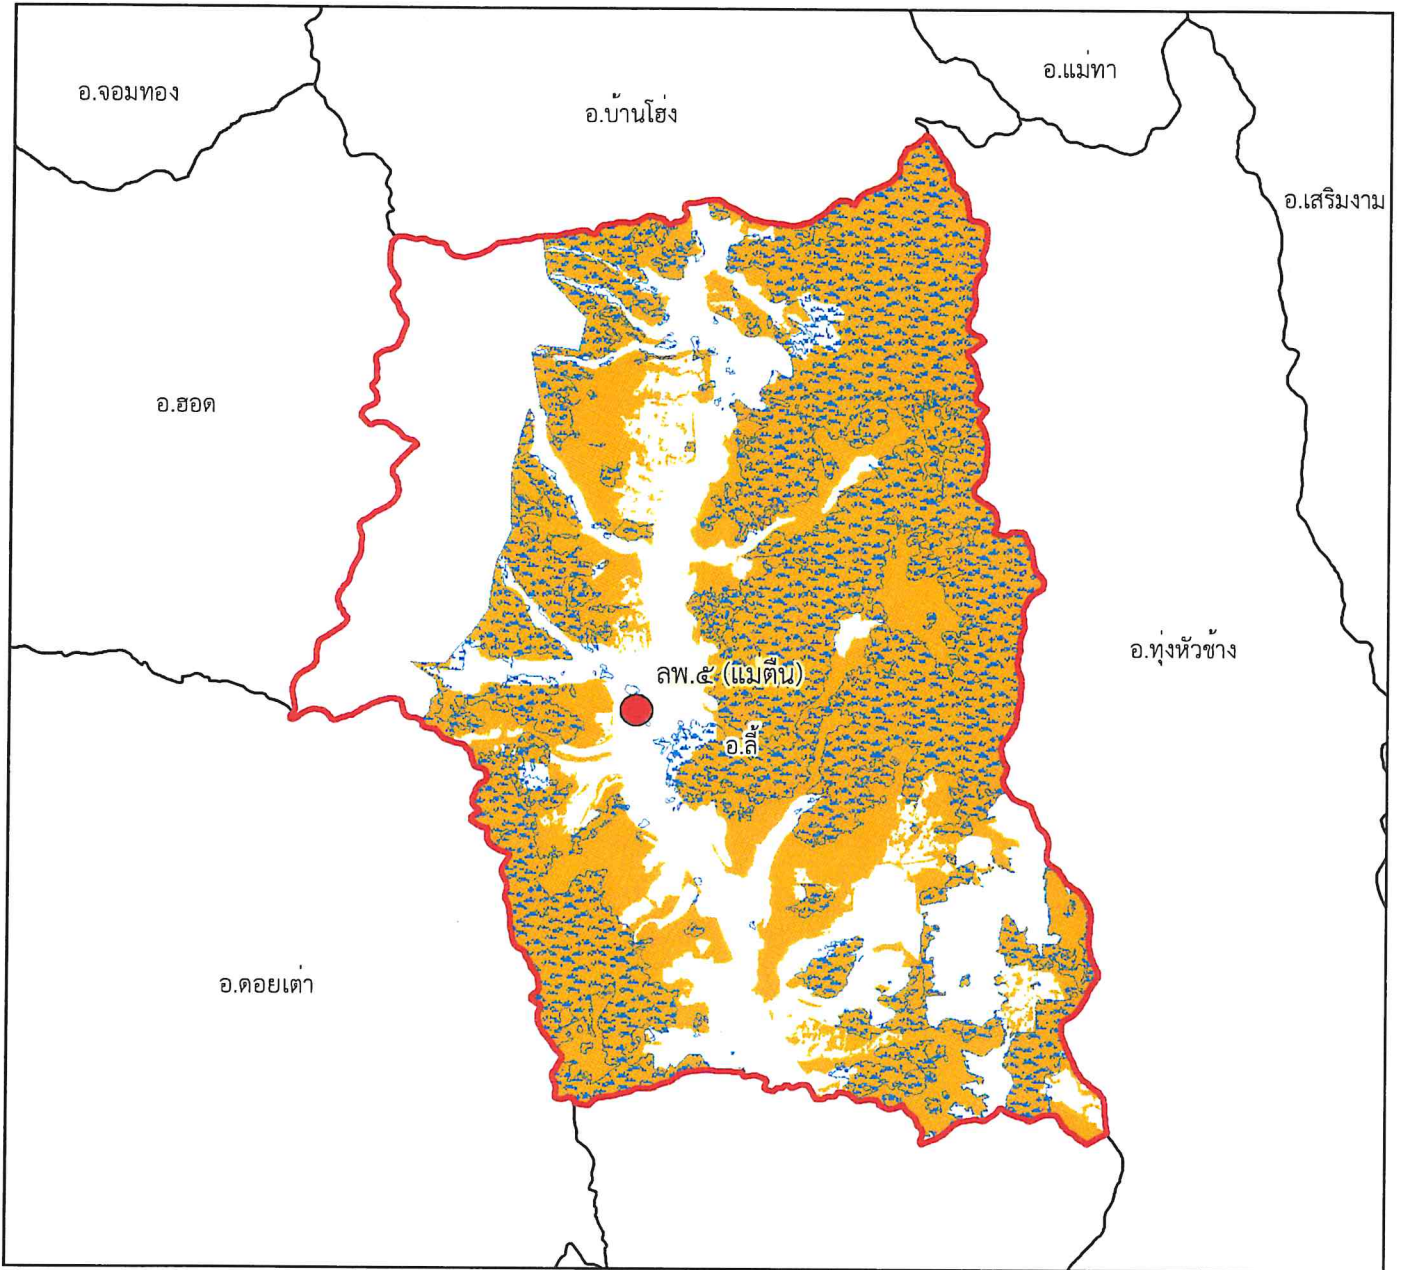 อ.แม่ทา
อ.จอมทอง
อ.บ้านโฮ่ง
อ.เสริมงาม
อ.ฮอด
อ.ทุ่งหัวช้าง
ลพ.๕ (แม่ตืน)
อ.ลี้
อ.ดอยเต่า